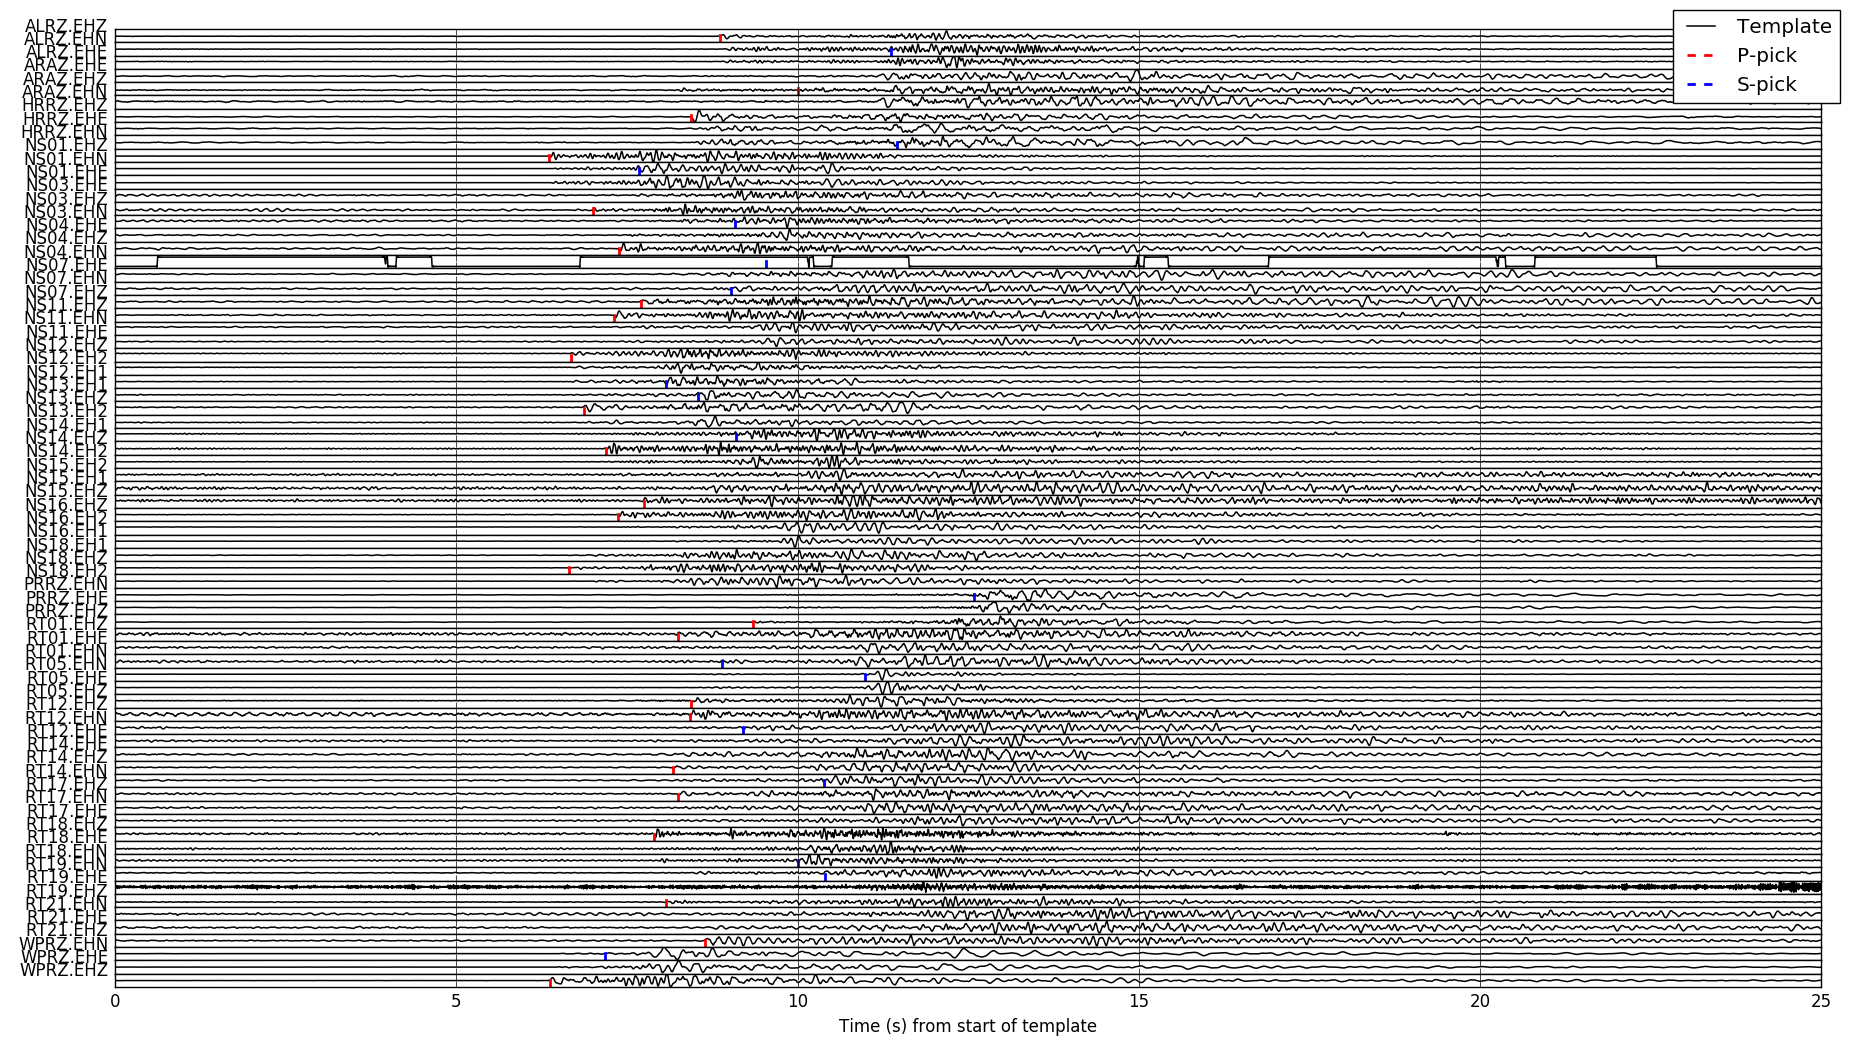 ALRZ.EHZ
ALRZ.EHN
ALRZ.EHE
ARAZ.EHE
ARAZ.EHZ
ARAZ.EHN
HRRZ.EHZ
HRRZ.EHE
HRRZ.EHN
NS01.EHZ
NS01.EHN
NS01.EHE
NS03.EHE
NS03.EHZ
NS03.EHN
NS04.EHE
NS04.EHZ
NS04.EHN
NS07.EHE
NS07.EHN
NS07.EHZ
NS11.EHZ
NS11.EHN
NS11.EHE
NS12.EHZ
NS12.EH2
NS12.EH1
NS13.EH1
NS13.EHZ
NS13.EH2
NS14.EH1
NS14.EHZ
NS14.EH2
NS15.EH2
NS15.EH1
NS15.EHZ
NS16.EHZ
NS16.EH2
NS16.EH1
NS18.EH1
NS18.EHZ
NS18.EH2
PRRZ.EHN
PRRZ.EHE
PRRZ.EHZ
RT01.EHZ
RT01.EHE
RT01.EHN
RT05.EHN
RT05.EHE
RT05.EHZ
RT12.EHZ
RT12.EHN
RT12.EHE
RT14.EHE
RT14.EHZ
RT14.EHN
RT17.EHZ
RT17.EHN
RT17.EHE
RT18.EHZ
RT18.EHE
RT18.EHN
RT19.EHN
RT19.EHE
RT19.EHZ
RT21.EHN
RT21.EHE
RT21.EHZ
WPRZ.EHN
WPRZ.EHE
WPRZ.EHZ
Template
P-pick
S-pick
0 5 10 15 20 25
Time (s) from start of template